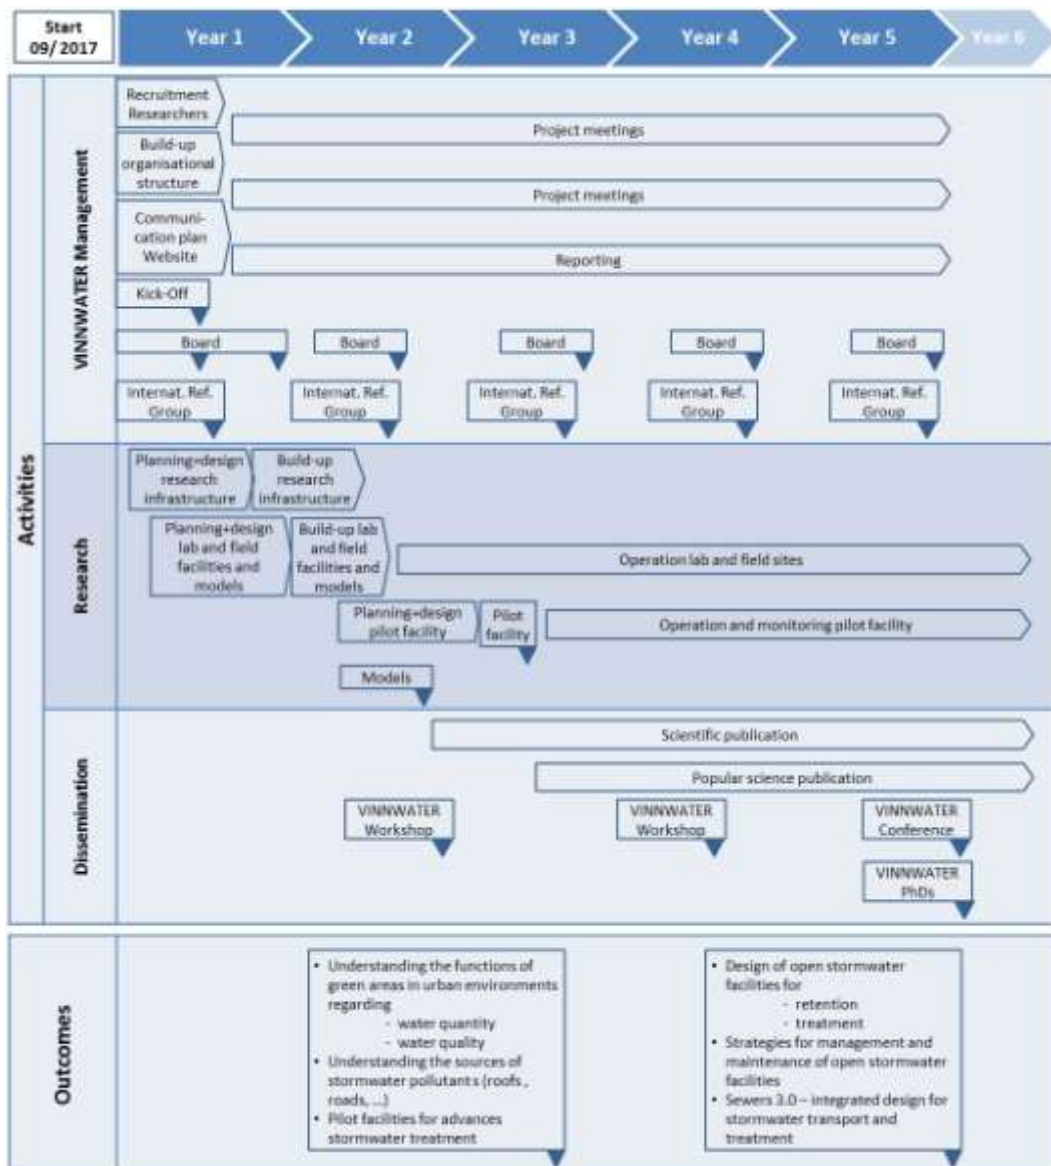 Start
09/2017
Year 1
Year 2
Year 3
Year 4
Year 5
Year 6
Activities
VINNWATER Management
Recruitment
Researchers
Project meetings
Build-up
organisational
structure
Project meetings
Communi-
cation plan
Website
Reporting
Kick-Off
Board
Board
Board
Board
Board
Internat. Ref.
Group
Internat. Ref.
Group
Internat. Ref.
Group
Internat. Ref.
Group
Internat. Ref.
Group
Research
Planning+design
research
infrastructure
Build-up
research
infrastructure
Planning+design
lab and field
facilities and
models
Build-up lab
and field
facilities and
models
Operation lab and field sites
Planning+design
pilot facility
Pilot
facility
Operation and monitoring pilot facility
Models
Dissemination
Scientific publication
Popular science publication
VINNWATER
Workshop
VINNWATER
Workshop
VINNWATER
Conference
VINNWATER
PhDs
Outcomes
• Understanding the functions of
green areas in urban environments
regarding
- water quantity
- water quality
• Understanding the sources of
stormwater pollutants (roofs ,
roads, ...)
• Pilot facilities for advances
stormwater treatment
• Design of open stormwater
facilities for
- retention
- treatment
• Strategies for management and
maintenance of open stormwater
facilities
• Sewers 3.0 – integrated design for
stormwater transport and
treatment